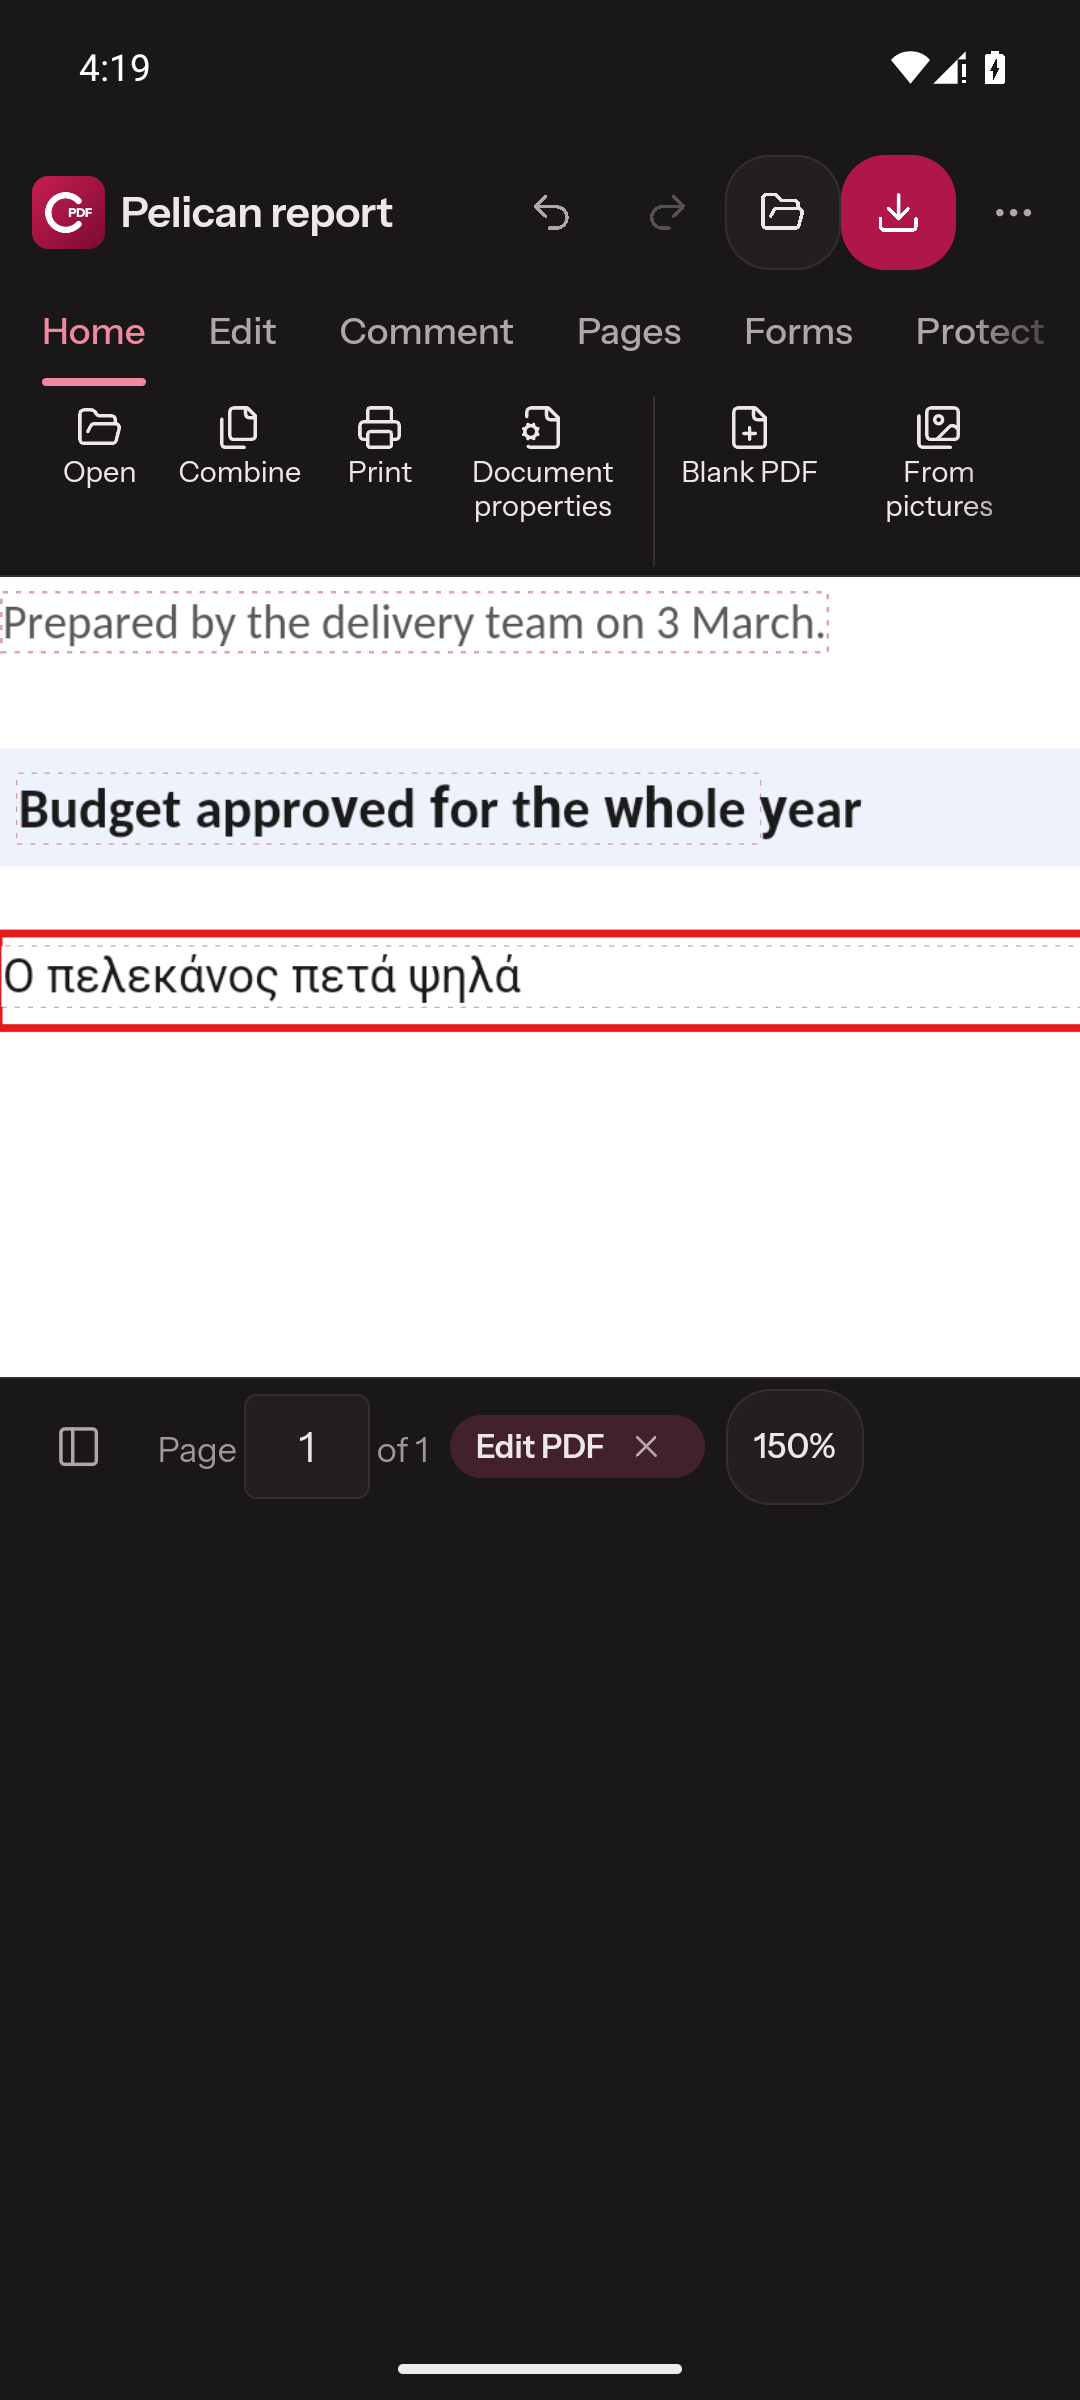 4:19
PDF
Pelican report
Home Edit Comment Pages Forms Protect
Open Combine Print Document properties Blank PDF From pictures
Prepared by the delivery team on 3 March.
Budget approved for the whole year
Ο πελεκάνος πετά ψηλά
Page 1 of 1 Edit PDF 150%